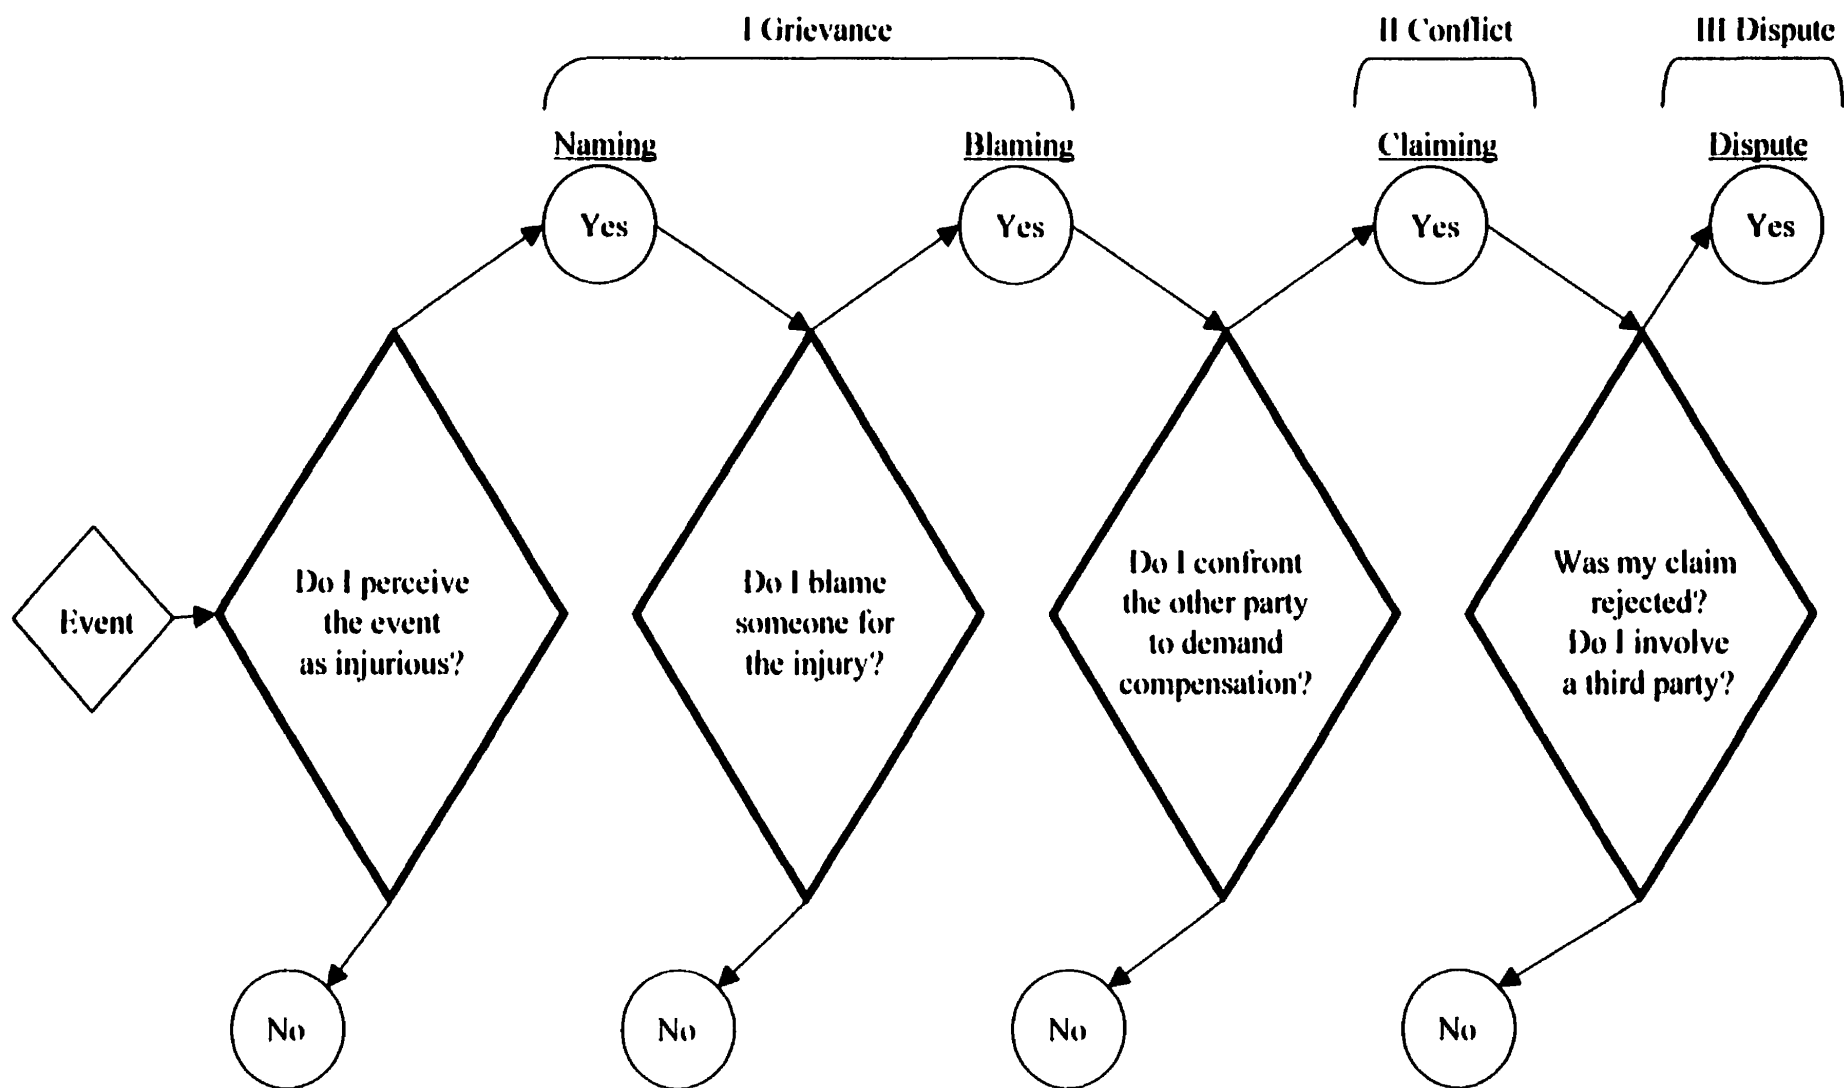 I Grievance
II Conflict
III Dispute
Naming
Blaming
Claiming
Dispute
Yes
Yes
Yes
Yes
Event
Do I perceive
the event
as injurious?
Do I blame
someone for
the injury?
Do I confront
the other party
to demand
compensation?
Was my claim
rejected?
Do I involve
a third party?
No
No
No
No